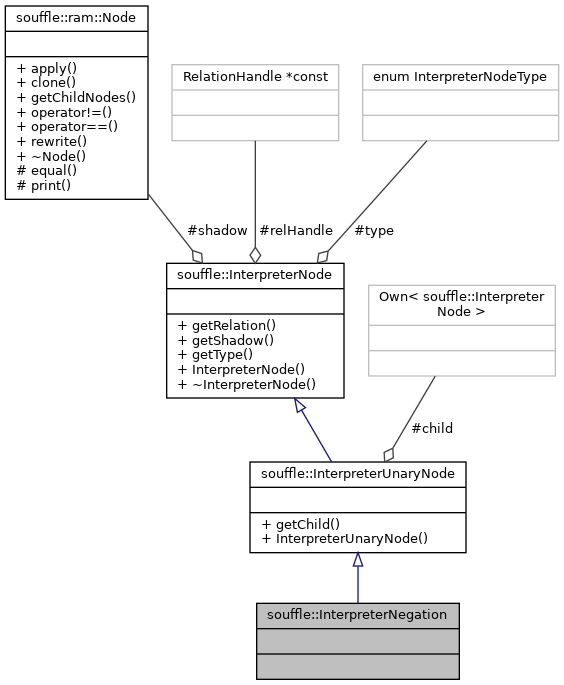 souffle::ram::Node
+ apply()
+ clone()
+ getChildNodes()
+ operator!=()
+ operator==()
+ rewrite()
+ ~Node()
# equal()
# print()
RelationHandle *const
enum InterpreterNodeType
#shadow
#relHandle
#type
souffle::InterpreterNode
+ getRelation()
+ getShadow()
+ getType()
+ InterpreterNode()
+ ~InterpreterNode()
Own< souffle::Interpreter
Node >
#child
souffle::InterpreterUnaryNode
+ getChild()
+ InterpreterUnaryNode()
souffle::InterpreterNegation